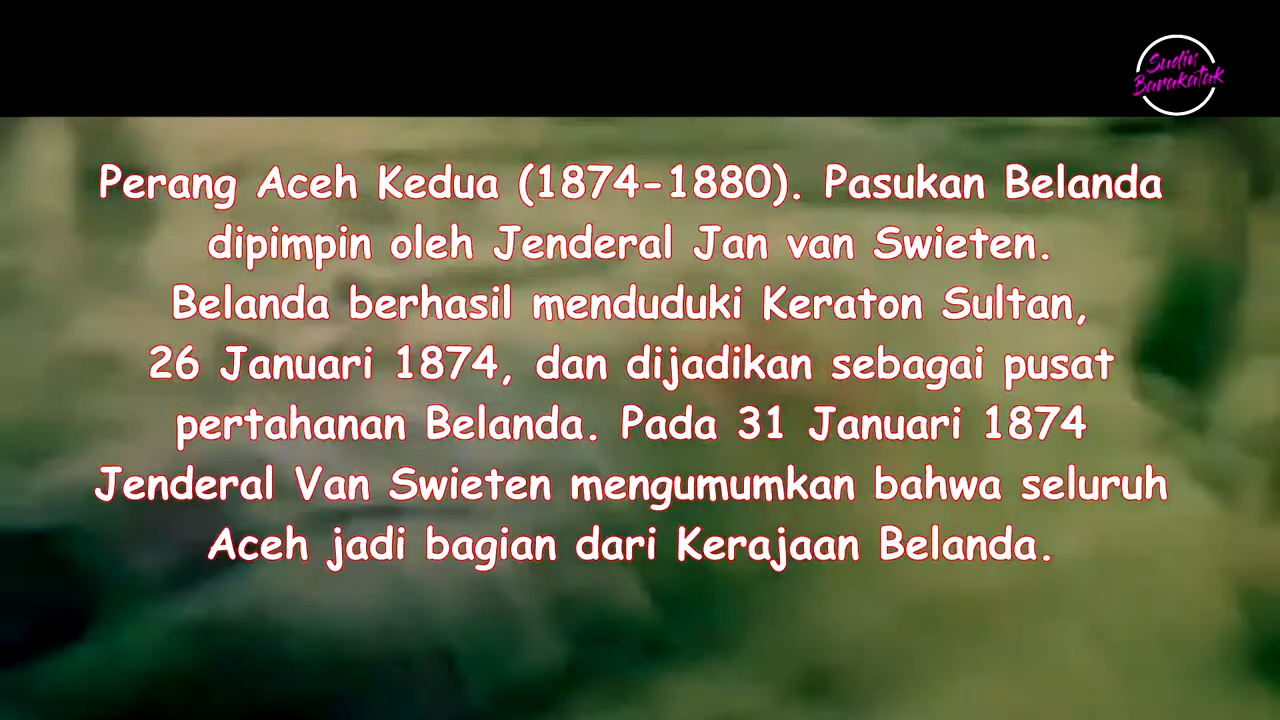 Sudin
Barakatak
Perang Aceh Kedua (1874-1880). Pasukan Belanda
dipimpin oleh Jenderal Jan van Swieten.
Belanda berhasil menduduki Keraton Sultan,
26 Januari 1874, dan dijadikan sebagai pusat
pertahanan Belanda. Pada 31 Januari 1874
Jenderal Van Swieten mengumumkan bahwa seluruh
Aceh jadi bagian dari Kerajaan Belanda.